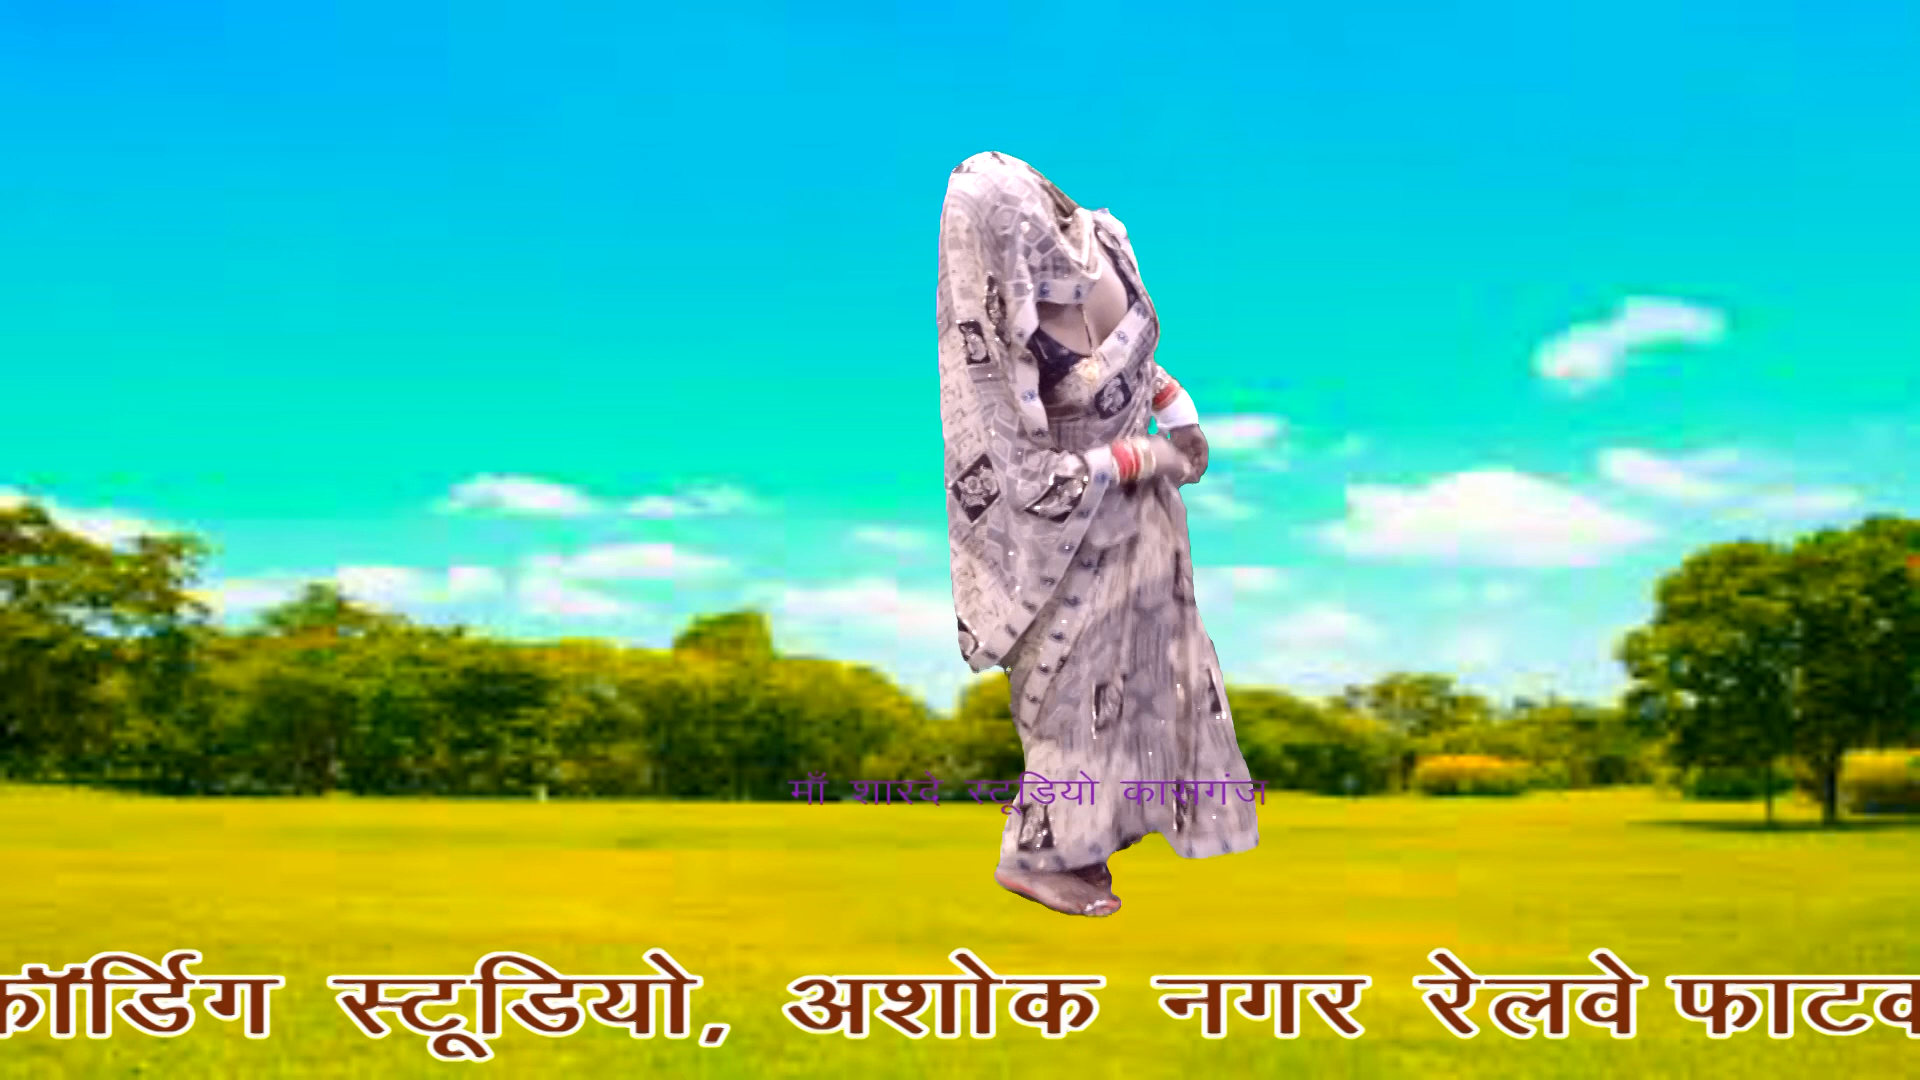 माँ शारदे स्टूडियो कासगंज
कॉर्डिंग स्टूडियो, अशोक नगर रेलवे फाटक